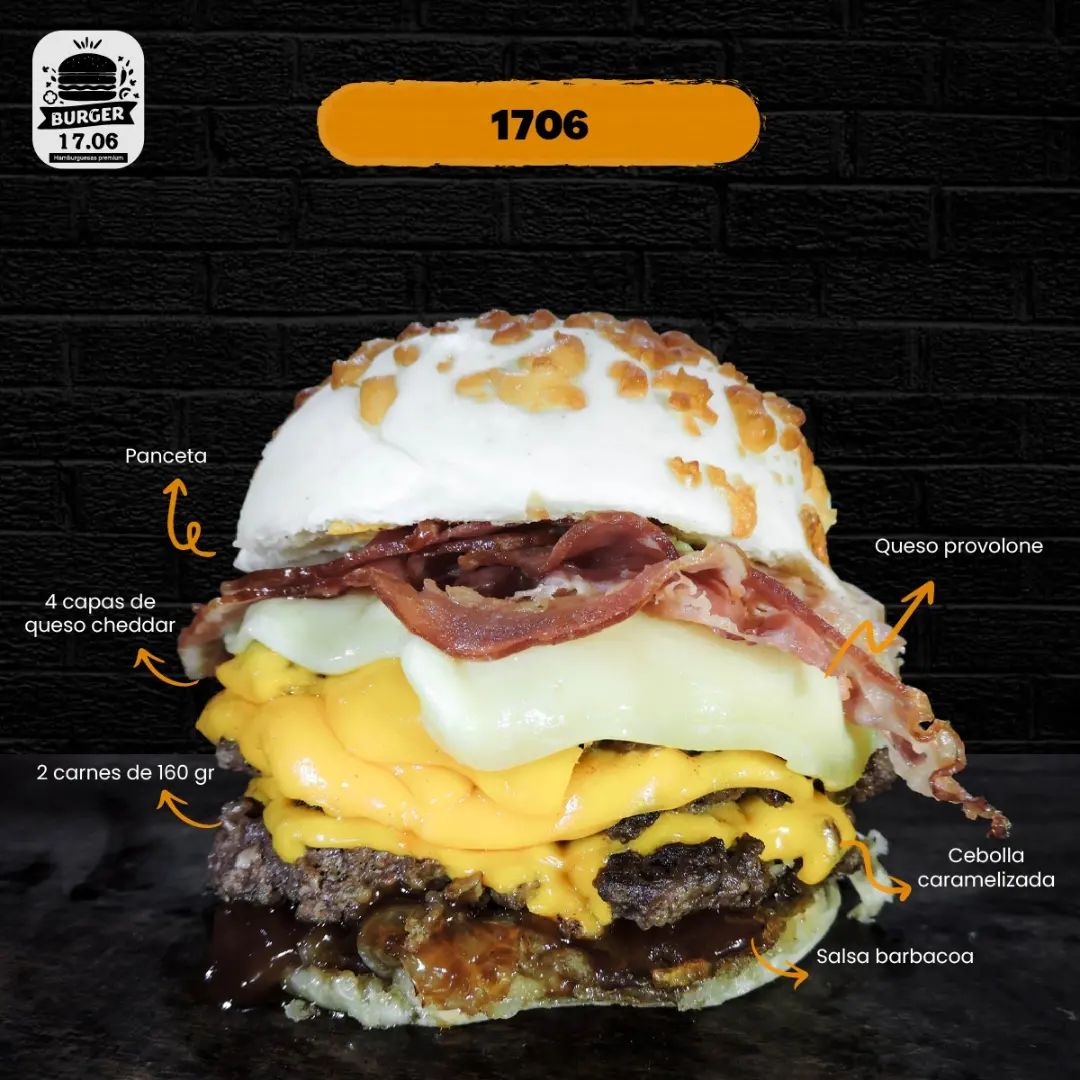 BURGER
17.06
Hamburguesas premium
1706
Panceta
Queso provolone
4 capas de
queso cheddar
2 carnes de 160 gr
Cebolla
caramelizada
Salsa barbacoa